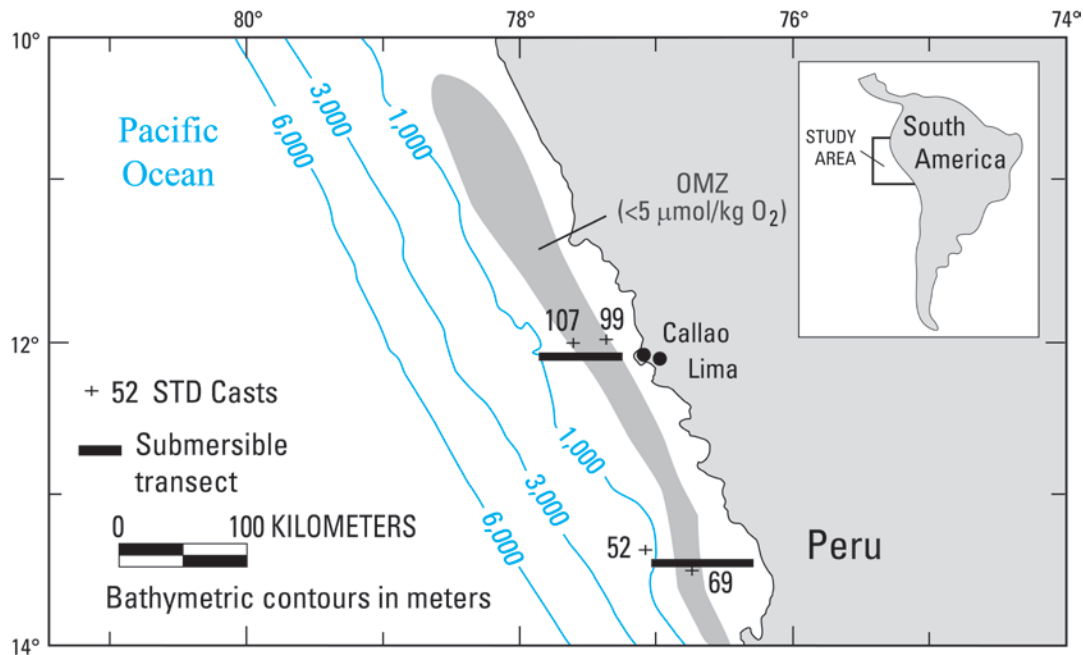 80°
78°
76°
74°
10°
12°
14°
6,000
3,000
1,000
Pacific
Ocean
OMZ
(<5 μmol/kg O₂)
STUDY
AREA
South
America
107
99
Callao
Lima
+ 52 STD Casts
Submersible
transect
0 100 KILOMETERS
Bathymetric contours in meters
1,000
3,000
6,000
52
69
Peru